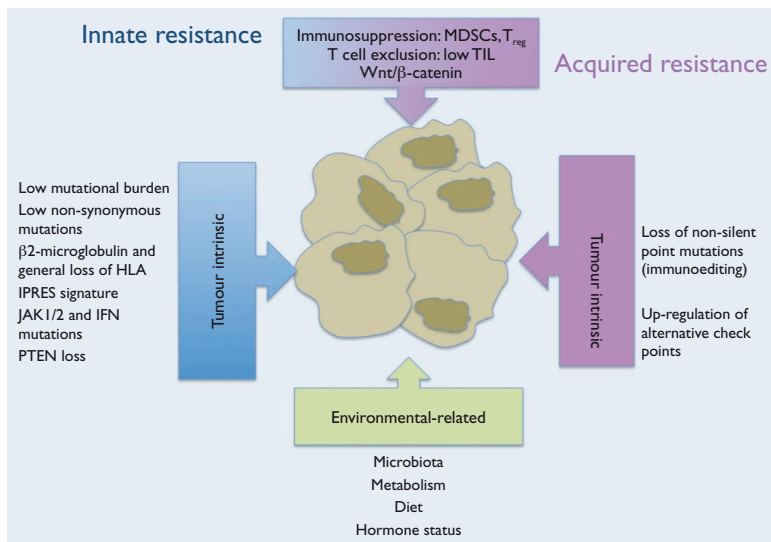 Innate resistance
Immunosuppression: MDSCs, Treg
T cell exclusion: low TIL
Wnt/β-catenin
Acquired resistance
Low mutational burden
Low non-synonymous
mutations
β2-microglobulin and
general loss of HLA
IPRES signature
JAK1/2 and IFN
mutations
PTEN loss
Tumour intrinsic
Tumour intrinsic
Loss of non-silent
point mutations
(immunoediting)
Up-regulation of
alternative check
points
Environmental-related
Microbiota
Metabolism
Diet
Hormone status